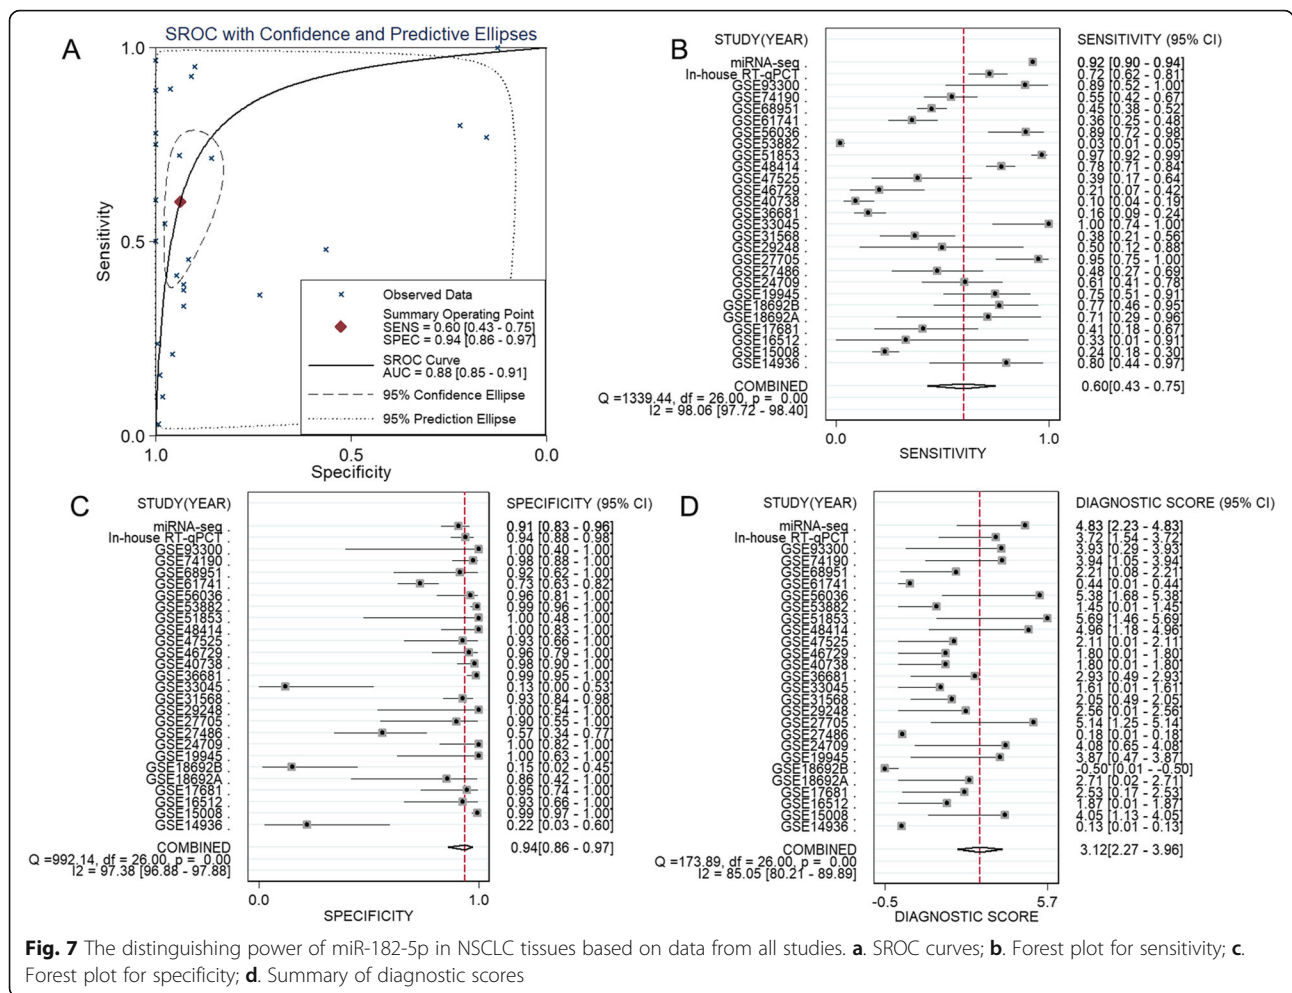 A
SROC with Confidence and Predictive Ellipses
1.0
0.5
0.0
Sensitivity
1.0 0.5 0.0
Specificity
Observed Data
Summary Operating Point
SENS = 0.60 [0.43 - 0.75]
SPEC = 0.94 [0.86 - 0.97]
SROC Curve
AUC = 0.88 [0.85 - 0.91]
95% Confidence Ellipse
95% Prediction Ellipse
B
STUDY(YEAR) SENSITIVITY (95% CI)
miRNA-seq 0.92 [0.90 - 0.94]
In-house RT-qPCT 0.72 [0.62 - 0.81]
GSE93300 0.89 [0.52 - 1.00]
GSE74190 0.55 [0.42 - 0.67]
GSE68951 0.45 [0.38 - 0.52]
GSE61741 0.36 [0.25 - 0.48]
GSE56036 0.89 [0.72 - 0.98]
GSE53882 0.03 [0.01 - 0.05]
GSE51853 0.97 [0.92 - 0.99]
GSE48414 0.78 [0.71 - 0.84]
GSE47525 0.39 [0.17 - 0.64]
GSE46729 0.21 [0.07 - 0.42]
GSE40738 0.10 [0.04 - 0.19]
GSE36681 0.16 [0.09 - 0.24]
GSE33045 1.00 [0.74 - 1.00]
GSE31568 0.38 [0.21 - 0.56]
GSE29248 0.50 [0.12 - 0.88]
GSE27705 0.95 [0.75 - 1.00]
GSE27486 0.48 [0.27 - 0.69]
GSE24709 0.61 [0.41 - 0.78]
GSE19945 0.75 [0.51 - 0.91]
GSE18692B 0.77 [0.46 - 0.95]
GSE18692A 0.71 [0.29 - 0.96]
GSE17681 0.41 [0.18 - 0.67]
GSE16512 0.33 [0.01 - 0.91]
GSE15008 0.24 [0.18 - 0.30]
GSE14936 0.80 [0.44 - 0.97]
COMBINED 0.60[0.43 - 0.75]
Q =1339.44, df = 26.00, p = 0.00
I2 = 98.06 [97.72 - 98.40]
0.0 1.0
SENSITIVITY
C
STUDY(YEAR) SPECIFICITY (95% CI)
miRNA-seq . 0.91 [0.83 - 0.96]
In-house RT-qPCT . 0.94 [0.88 - 0.98]
GSE93300 . 1.00 [0.40 - 1.00]
GSE74190 . 0.98 [0.88 - 1.00]
GSE68951 . 0.92 [0.62 - 1.00]
GSE61741 . 0.73 [0.63 - 0.82]
GSE56036 . 0.96 [0.81 - 1.00]
GSE53882 . 0.99 [0.96 - 1.00]
GSE51853 . 1.00 [0.48 - 1.00]
GSE48414 . 1.00 [0.83 - 1.00]
GSE47525 . 0.93 [0.66 - 1.00]
GSE46729 . 0.96 [0.79 - 1.00]
GSE40738 . 0.98 [0.90 - 1.00]
GSE36681 . 0.99 [0.95 - 1.00]
GSE33045 . 0.13 [0.00 - 0.53]
GSE31568 . 0.93 [0.84 - 0.98]
GSE29248 . 1.00 [0.54 - 1.00]
GSE27705 . 0.90 [0.55 - 1.00]
GSE27486 . 0.57 [0.34 - 0.77]
GSE24709 . 1.00 [0.82 - 1.00]
GSE19945 . 1.00 [0.63 - 1.00]
GSE18692B . 0.15 [0.02 - 0.45]
GSE18692A . 0.86 [0.42 - 1.00]
GSE17681 . 0.95 [0.74 - 1.00]
GSE16512 . 0.93 [0.66 - 1.00]
GSE15008 . 0.99 [0.97 - 1.00]
GSE14936 . 0.22 [0.03 - 0.60]
COMBINED 0.94[0.86 - 0.97]
Q =992.14, df = 26.00, p = 0.00
I2 = 97.38 [96.88 - 97.88]
0.0 1.0
SPECIFICITY
D
STUDY(YEAR) DIAGNOSTIC SCORE (95% CI)
miRNA-seq . 4.83 [2.23 - 4.83]
In-house RT-qPCT . 3.72 [1.54 - 3.72]
GSE93300 . 3.93 [0.29 - 3.93]
GSE74190 . 3.94 [1.05 - 3.94]
GSE68951 . 2.21 [0.08 - 2.21]
GSE61741 . 0.44 [0.01 - 0.44]
GSE56036 . 5.38 [1.68 - 5.38]
GSE53882 . 1.45 [0.01 - 1.45]
GSE51853 . 5.69 [1.46 - 5.69]
GSE48414 . 4.96 [1.18 - 4.96]
GSE47525 . 2.11 [0.01 - 2.11]
GSE46729 . 1.80 [0.01 - 1.80]
GSE40738 . 1.80 [0.01 - 1.80]
GSE36681 . 2.93 [0.49 - 2.93]
GSE33045 . 1.61 [0.01 - 1.61]
GSE31568 . 2.05 [0.49 - 2.05]
GSE29248 . 2.56 [0.01 - 2.56]
GSE27705 . 5.14 [1.25 - 5.14]
GSE27486 . 0.18 [0.01 - 0.18]
GSE24709 . 4.08 [0.65 - 4.08]
GSE19945 . 3.87 [0.47 - 3.87]
GSE18692B . -0.50 [0.01 - -0.50]
GSE18692A . 2.71 [0.02 - 2.71]
GSE17681 . 2.53 [0.17 - 2.53]
GSE16512 . 1.87 [0.01 - 1.87]
GSE15008 . 4.05 [1.13 - 4.05]
GSE14936 . 0.13 [0.01 - 0.13]
COMBINED 3.12[2.27 - 3.96]
Q =173.89, df = 26.00, p = 0.00
I2 = 85.05 [80.21 - 89.89]
-0.5 5.7
DIAGNOSTIC SCORE
Fig. 7 The distinguishing power of miR-182-5p in NSCLC tissues based on data from all studies. a. SROC curves; b. Forest plot for sensitivity; c.
Forest plot for specificity; d. Summary of diagnostic scores